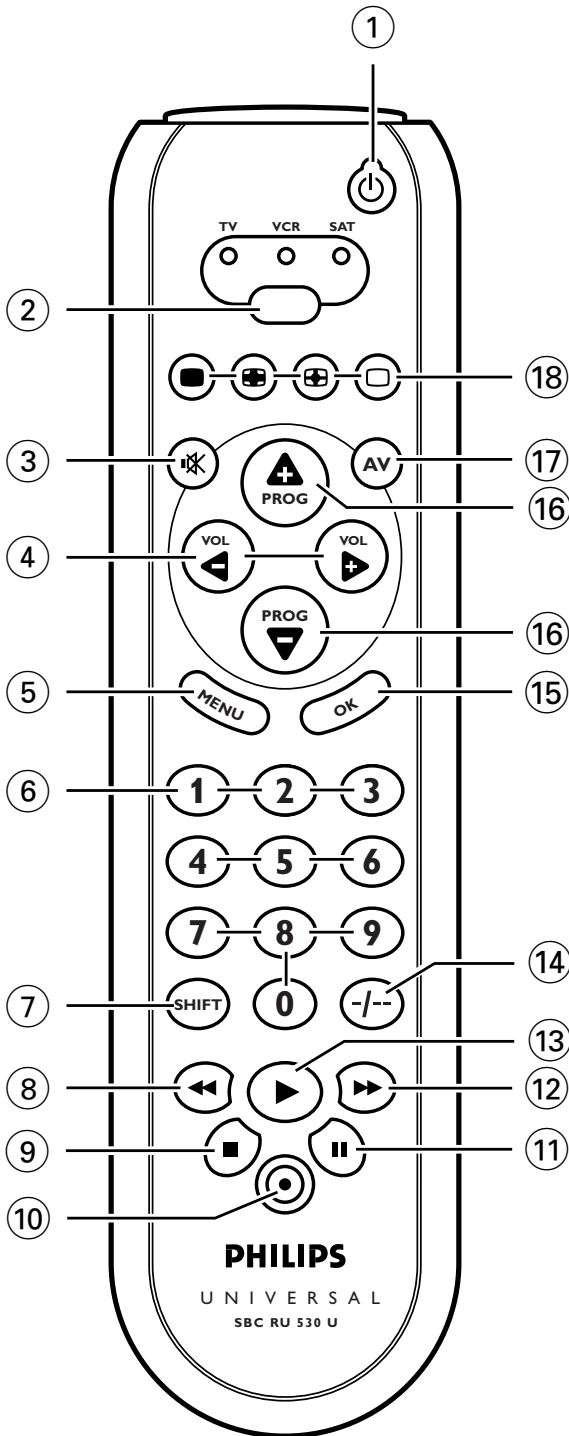 1
TV VCR SAT
2
18
3
AV
17
PROG
16
4
VOL
VOL
PROG
16
5
MENU
OK
15
6
1 2 3
4 5 6
7 8 9
14
7
SHIFT
0
-/--
13
8
12
9
11
10
PHILIPS
UNIVERSAL
SBC RU 530 U